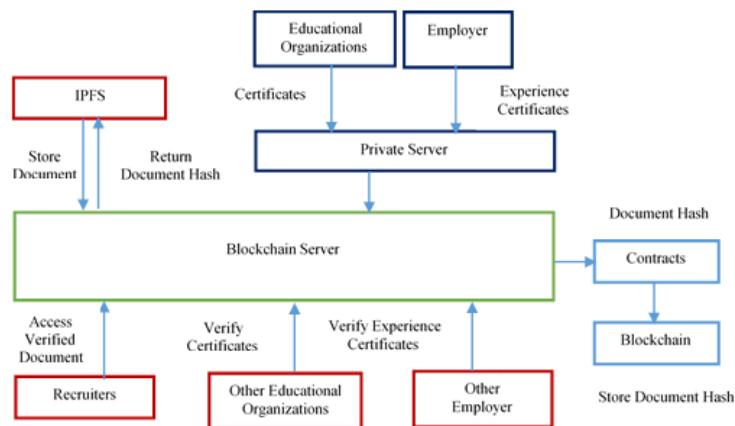 Educational
Organizations
Employer
IPFS
Certificates
Experience
Certificates
Private Server
Store
Document
Return
Document Hash
Document Hash
Blockchain Server
Contracts
Access
Verified
Document
Verify
Certificates
Verify Experience
Certificates
Blockchain
Recruiters
Other Educational
Organizations
Other
Employer
Store Document Hash